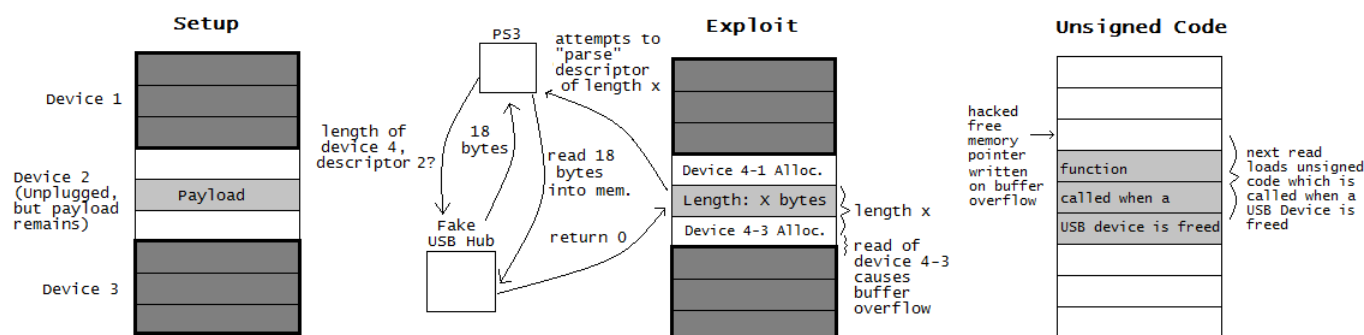 Setup
Device 1
Device 2
(Unplugged,
but payload
remains)
Payload
Device 3
Exploit
PS3
attempts to
"parse"
descriptor
of length x
length of
device 4,
descriptor 2?
18
bytes
read 18
bytes
into mem.
Fake
USB Hub
return 0
Device 4-1 Alloc.
Length: X bytes
Device 4-3 Alloc.
length x
read of
device 4-3
causes
buffer
overflow
Unsigned Code
hacked
free
memory
pointer
written
on buffer
overflow
function
called when a
USB device is freed
next read
loads unsigned
code which is
called when a
USB Device is
freed